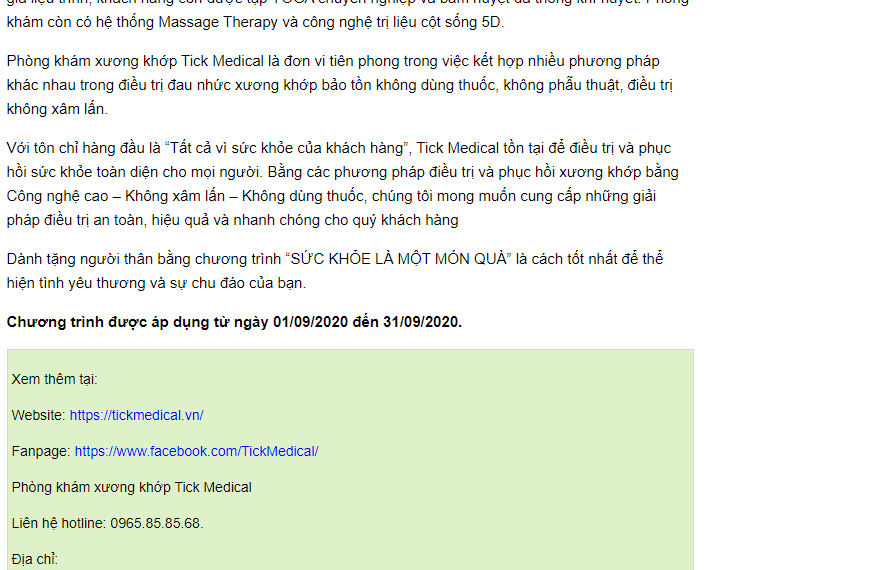 khám còn có hệ thống Massage Therapy và công nghệ trị liệu cột sống 5D.
Phòng khám xương khớp Tick Medical là đơn vi tiên phong trong việc kết hợp nhiều phương pháp
khác nhau trong điều trị đau nhức xương khớp bảo tồn không dùng thuốc, không phẫu thuật, điều trị
không xâm lấn.
Với tôn chỉ hàng đầu là “Tất cả vì sức khỏe của khách hàng”, Tick Medical tồn tại để điều trị và phục
hồi sức khỏe toàn diện cho mọi người. Bằng các phương pháp điều trị và phục hồi xương khớp bằng
Công nghệ cao – Không xâm lấn – Không dùng thuốc, chúng tôi mong muốn cung cấp những giải
pháp điều trị an toàn, hiệu quả và nhanh chóng cho quý khách hàng
Dành tặng người thân bằng chương trình “SỨC KHỎE LÀ MỘT MÓN QUÀ” là cách tốt nhất để thể
hiện tình yêu thương và sự chu đáo của bạn.
Chương trình được áp dụng từ ngày 01/09/2020 đến 31/09/2020.
Xem thêm tại:
Website: https://tickmedical.vn/
Fanpage: https://www.facebook.com/TickMedical/
Phòng khám xương khớp Tick Medical
Liên hệ hotline: 0965.85.85.68.
Địa chỉ: